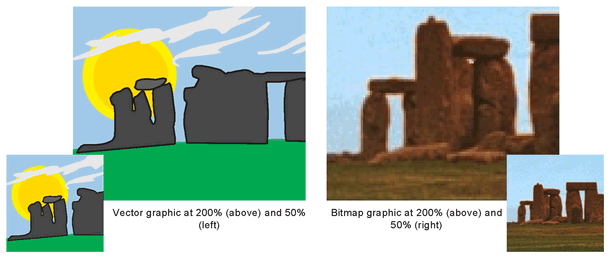 Vector graphic at 200% (above) and 50%
(left)
Bitmap graphic at 200% (above) and
50% (right)